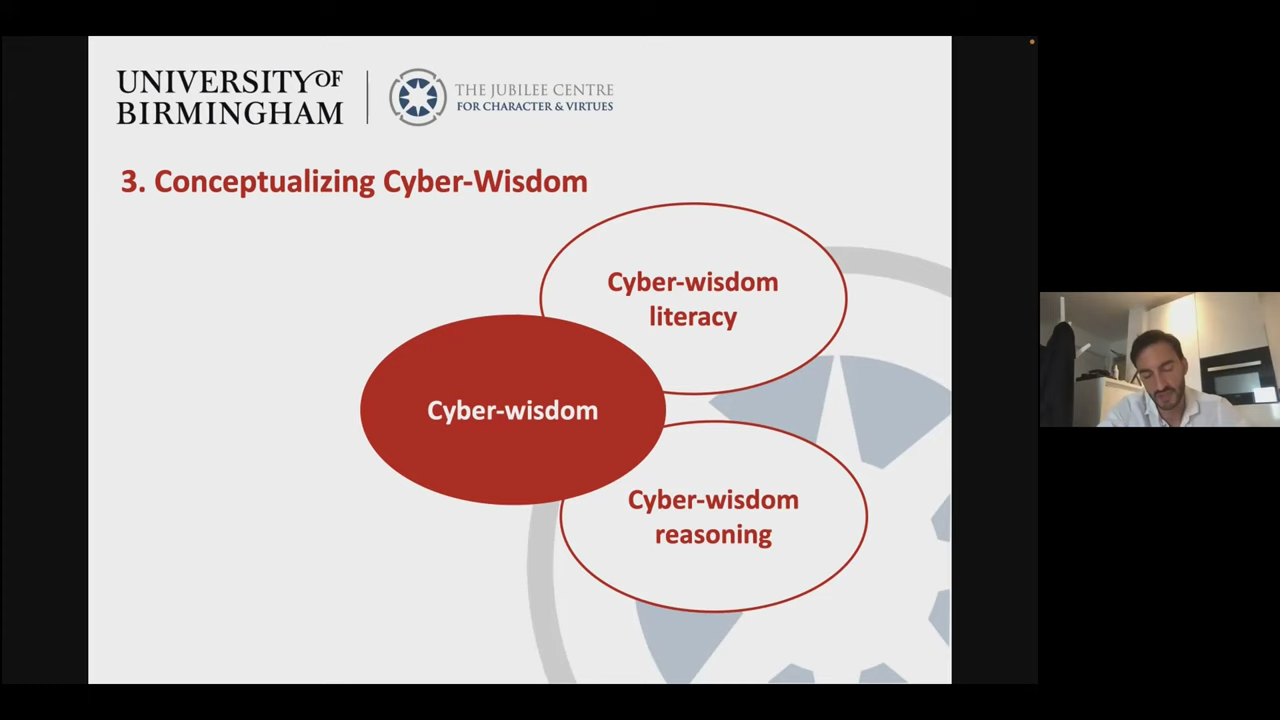 UNIVERSITY OF
BIRMINGHAM
THE JUBILEE CENTRE
FOR CHARACTER & VIRTUES
3. Conceptualizing Cyber-Wisdom
Cyber-wisdom
literacy
Cyber-wisdom
Cyber-wisdom
reasoning